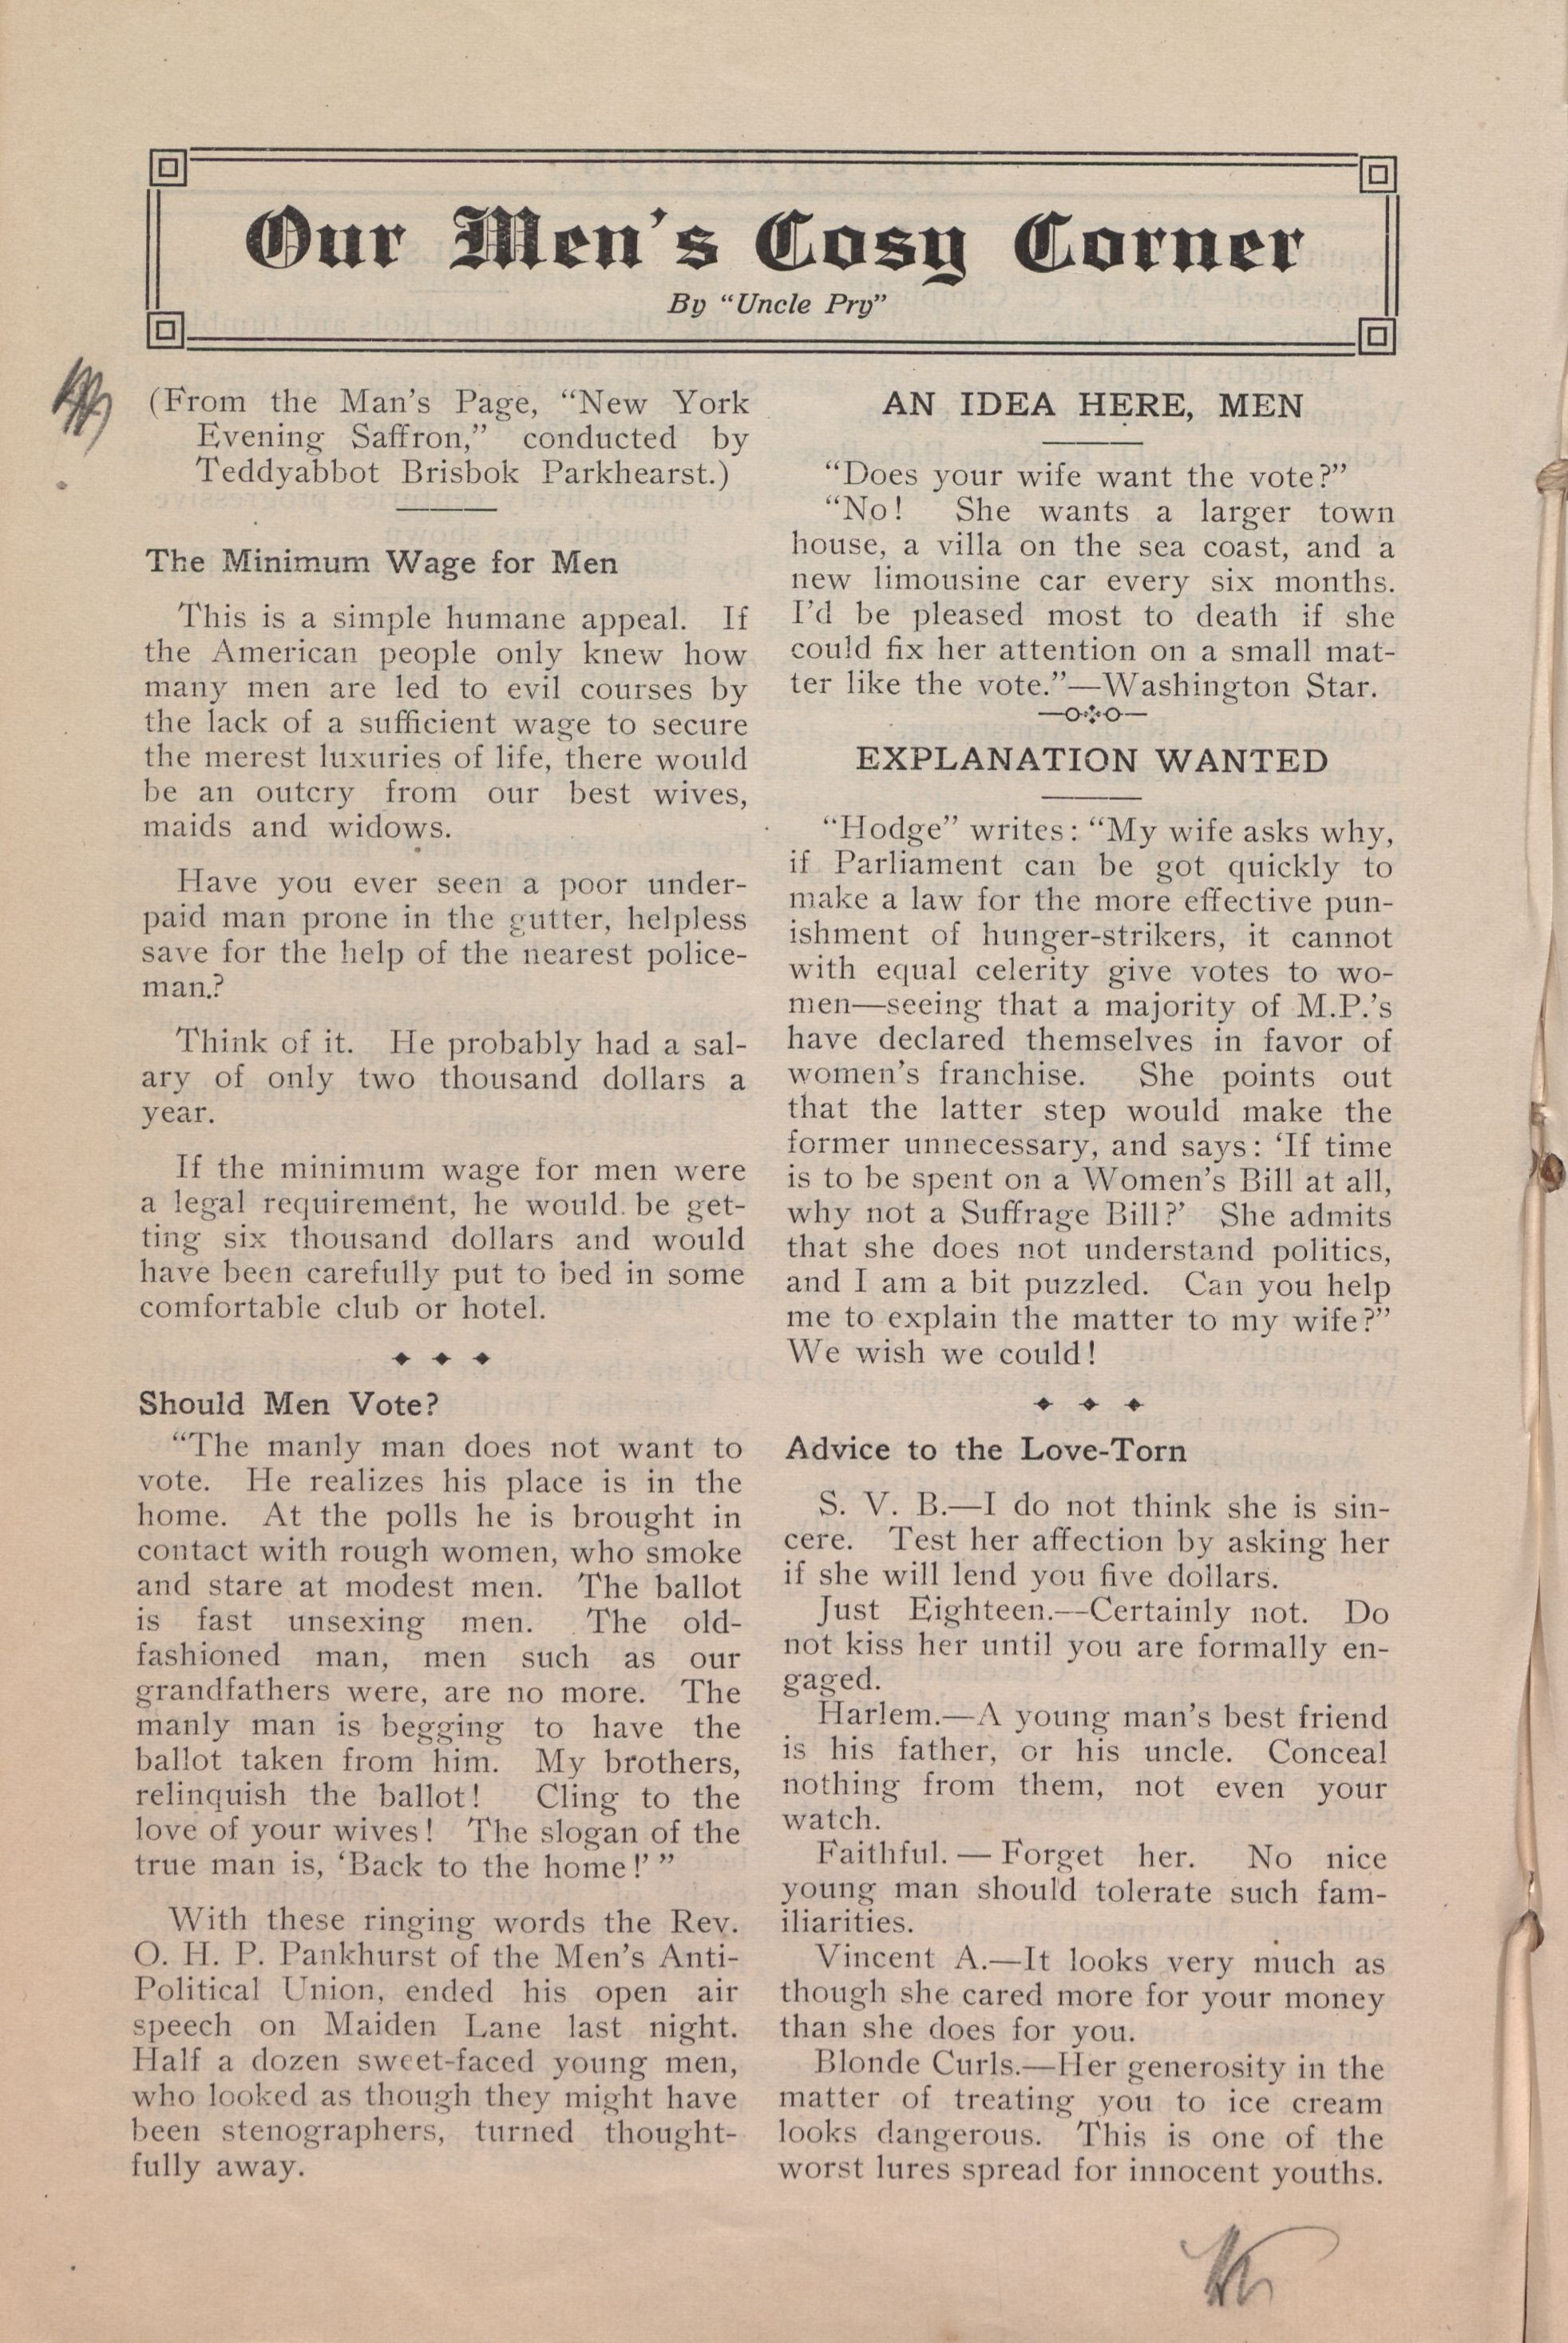 Our Men's Cosy Corner
By "Uncle Pry"
(From the Man's Page, "New York
Evening Saffron," conducted by
Teddyabbot Brisbok Parkhearst.)
The Minimum Wage for Men
This is a simple humane appeal. If
the American people only knew how
many men are led to evil courses by
the lack of a sufficient wage to secure
the merest luxuries of life, there would
be an outcry from our best wives,
maids and widows.
Have you ever seen a poor under-
paid man prone in the gutter, helpless
save for the help of the nearest police-
man.?
Think of it. He probably had a sal-
ary of only two thousand dollars a
year.
If the minimum wage for men were
a legal requirement, he would. be get-
ting six thousand dollars and would
have been carefully put to bed in some
comfortable club or hotel.
Should Men Vote?
"The manly man does not want to
vote. He realizes his place is in the
home. At the polls he is brought in
contact with rough women, who smoke
and stare at modest men. The ballot
is fast unsexing men. The old-
fashioned man, men such as our
grandfathers were, are no more. The
manly man is begging to have the
ballot taken from him. My brothers,
relinquish the ballot! Cling to the
love of your wives! The slogan of the
true man is, 'Back to the home!' "
With these ringing words the Rev.
O. H. P. Pankhurst of the Men's Anti-
Political Union, ended his open air
speech on Maiden Lane last night.
Half a dozen sweet-faced young men,
who looked as though they might have
been stenographers, turned thought-
fully away.
AN IDEA HERE, MEN
"Does your wife want the vote?"
"No! She wants a larger town
house, a villa on the sea coast, and a
new limousine car every six months.
I'd be pleased most to death if she
could fix her attention on a small mat-
ter like the vote."—Washington Star.
EXPLANATION WANTED
"Hodge" writes: "My wife asks why,
if Parliament can be got quickly to
make a law for the more effective pun-
ishment of hunger-strikers, it cannot
with equal celerity give votes to wo-
men—seeing that a majority of M.P.'s
have declared themselves in favor of
women's franchise. She points out
that the latter step would make the
former unnecessary, and says: 'If time
is to be spent on a Women's Bill at all,
why not a Suffrage Bill?' She admits
that she does not understand politics,
and I am a bit puzzled. Can you help
me to explain the matter to my wife?"
We wish we could!
Advice to the Love-Torn
S. V. B.—I do not think she is sin-
cere. Test her affection by asking her
if she will lend you five dollars.
Just Eighteen.—Certainly not. Do
not kiss her until you are formally en-
gaged.
Harlem.—A young man's best friend
is his father, or his uncle. Conceal
nothing from them, not even your
watch.
Faithful. — Forget her. No nice
young man should tolerate such fam-
iliarities.
Vincent A.—It looks very much as
though she cared more for your money
than she does for you.
Blonde Curls.—Her generosity in the
matter of treating you to ice cream
looks dangerous. This is one of the
worst lures spread for innocent youths.